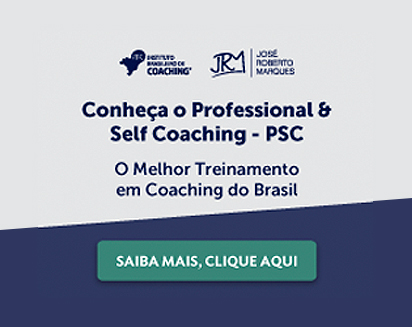 IBC
INSTITUTO
BRASILEIRO DE
COACHING
JRM
JOSÉ
ROBERTO
MARQUES
Conheça o Professional &
Self Coaching - PSC
O Melhor Treinamento
em Coaching do Brasil
SAIBA MAIS, CLIQUE AQUI